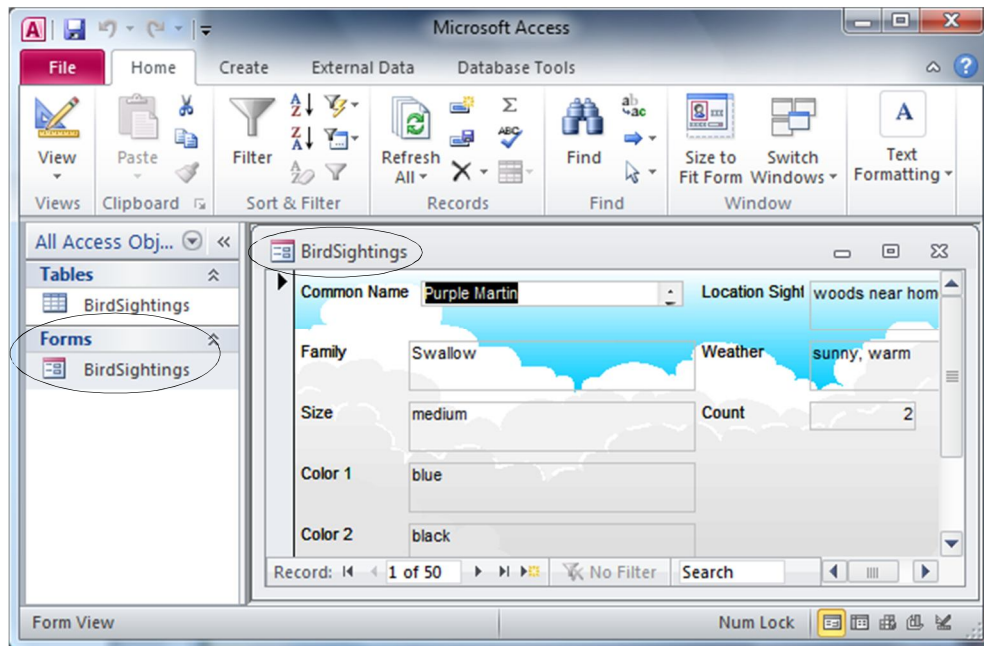 Microsoft Access
File Home Create External Data Database Tools
View Paste Filter Refresh All Find Size to Fit Form Switch Windows Text Formatting
Views Clipboard Sort & Filter Records Find Window
All Access Obj...
Tables
BirdSightings
Forms
BirdSightings
BirdSightings
Common Name Purple Martin Location Sight woods near hom
Family Swallow Weather sunny, warm
Size medium Count 2
Color 1 blue
Color 2 black
Record: 1 of 50 No Filter Search
Form View Num Lock